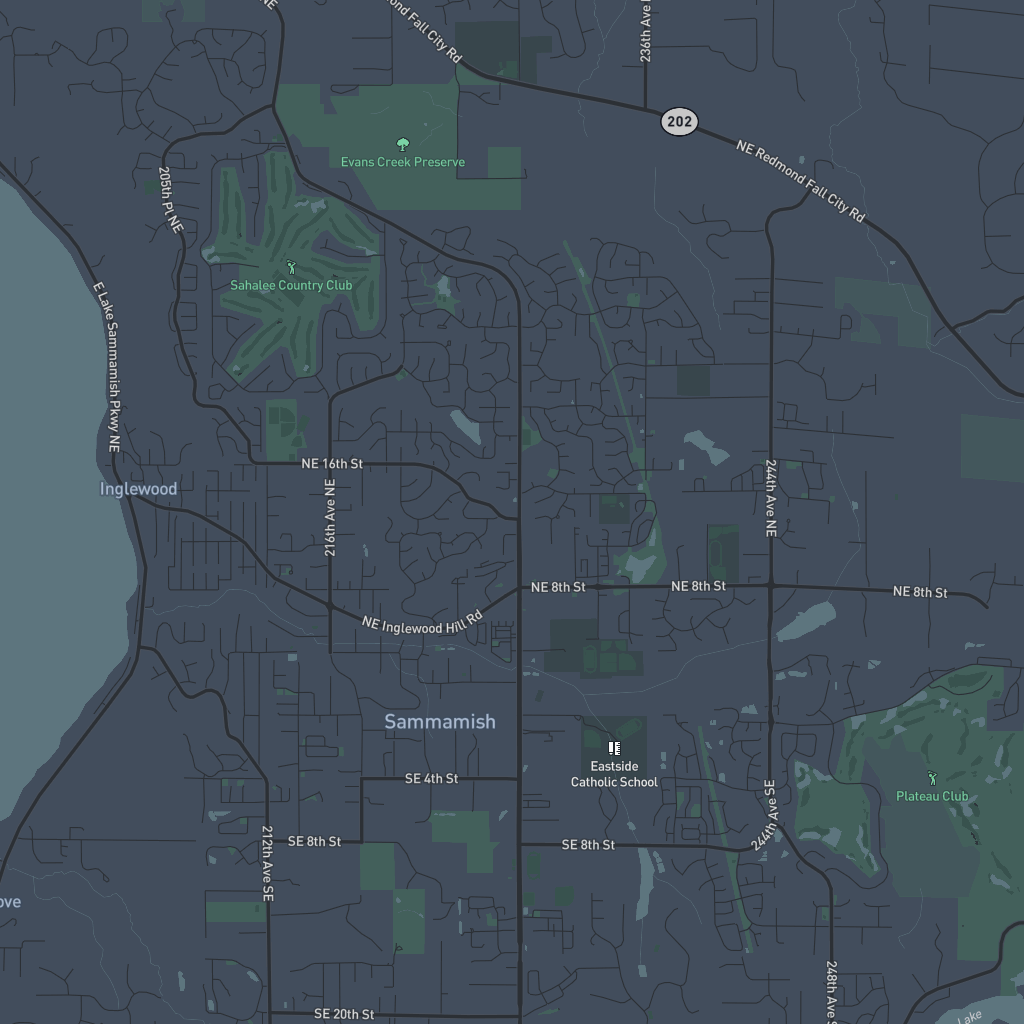 NE
mond Fall City Rd
236th Ave
202
NE Redmond Fall City Rd
Evans Creek Preserve
205th Pl NE
Sahalee Country Club
E Lake Sammamish Pkwy NE
NE 16th St
Inglewood
216th Ave NE
244th Ave NE
NE 8th St
NE 8th St
NE 8th St
NE Inglewood Hill Rd
Sammamish
Eastside
Catholic School
SE 4th St
Plateau Club
244th Ave SE
SE 8th St
SE 8th St
212th Ave SE
ove
248th Ave S
SE 20th St
Lake